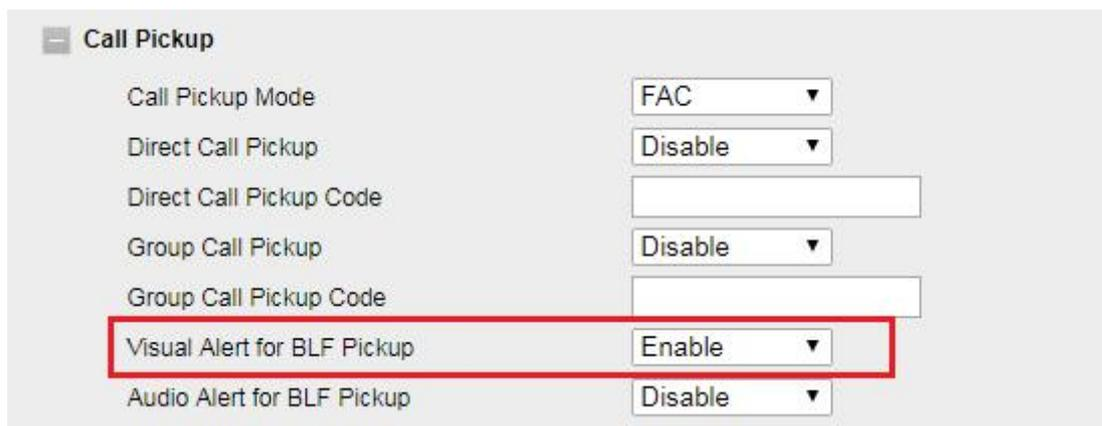 Call Pickup
Call Pickup Mode FAC
Direct Call Pickup Disable
Direct Call Pickup Code
Group Call Pickup Disable
Group Call Pickup Code
Visual Alert for BLF Pickup Enable
Audio Alert for BLF Pickup Disable